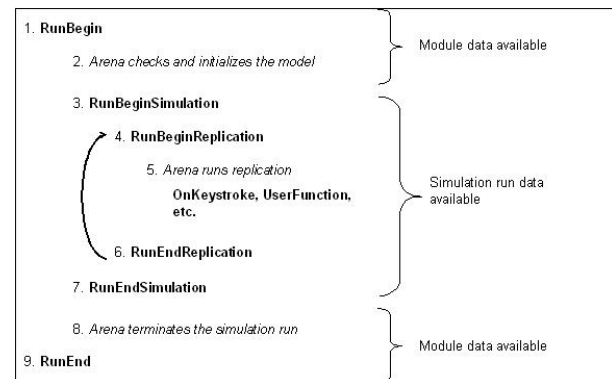 1. RunBegin
Module data available
2. Arena checks and initializes the model
3. RunBeginSimulation
4. RunBeginReplication
5. Arena runs replication
OnKeystroke, UserFunction,
etc.
Simulation run data
available
6. RunEndReplication
7. RunEndSimulation
8. Arena terminates the simulation run
Module data available
9. RunEnd